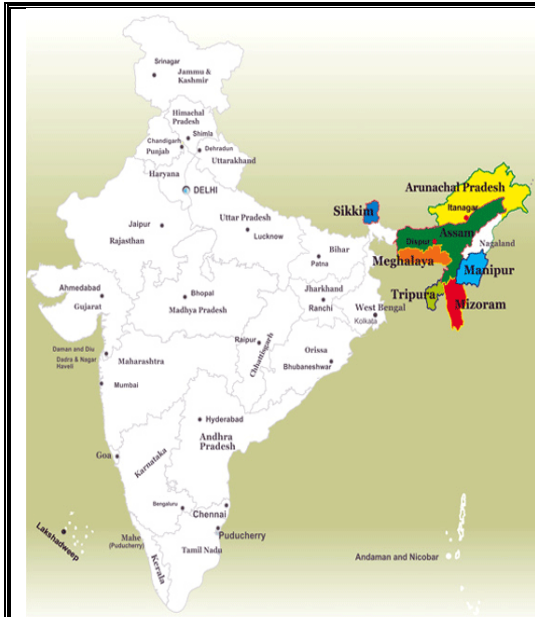 Srinagar
Jammu &
Kashmir
Himachal
Pradesh
Shimla
Chandigarh
Punjab
Dehradun
Uttarakhand
Haryana
DELHI
Arunachal Pradesh
Itanagar
Sikkim
Assam
Dispur
Nagaland
Meghalaya
Manipur
Tripura
Mizoram
Jaipur
Rajasthan
Uttar Pradesh
Lucknow
Bihar
Patna
Jharkhand
Ranchi
West Bengal
Kolkata
Ahmedabad
Gujarat
Bhopal
Madhya Pradesh
Raipur
Chhattisgarh
Orissa
Bhubaneshwar
Daman and Diu
Dadra & Nagar
Haveli
Maharashtra
Mumbai
Hyderabad
Andhra
Pradesh
Goa
Karnataka
Bengaluru
Chennai
Puducherry
Mahe
(Puducherry)
Tamil Nadu
Kerala
Lakshadweep
Andaman and Nicobar